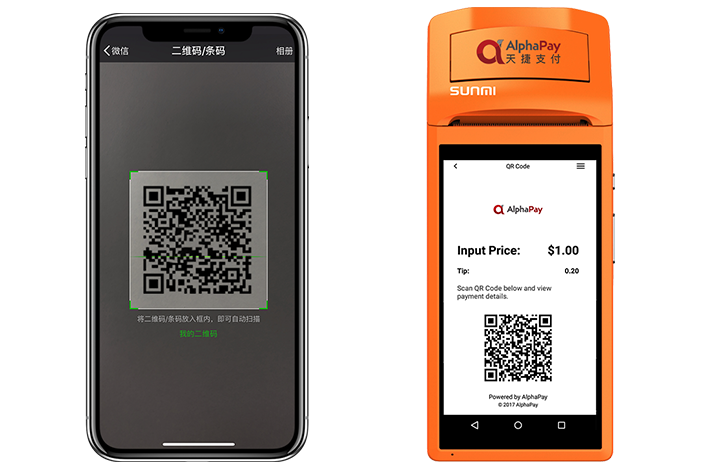 微信
二维码/条码
相册
将二维码/条码放入框内，即可自动扫描
我的二维码
AlphaPay
天捷支付
SUNMI
QR Code
AlphaPay
Input Price: $1.00
Tip: 0.20
Scan QR Code below and view
payment details.
Powered by AlphaPay
© 2017 AlphaPay